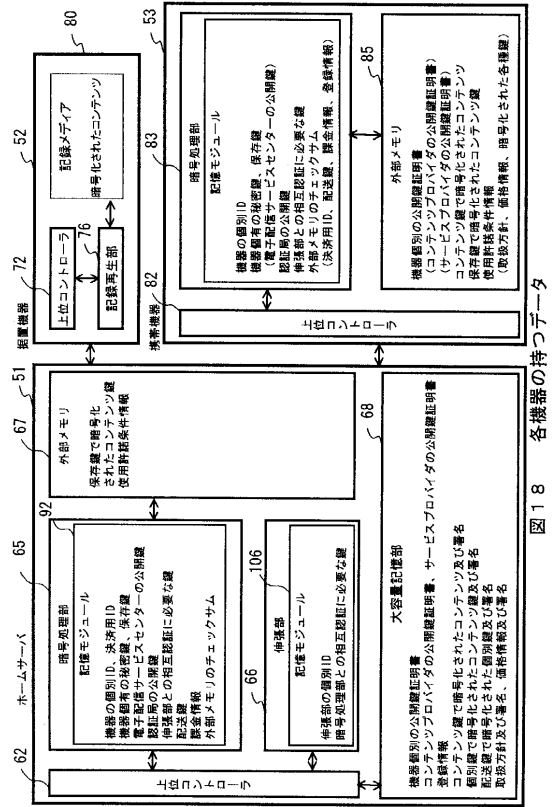 ホームサーバ
51
62
上位コントローラ
65
暗号処理部
92
記憶モジュール
機器の個別ID、決済用ID
機器個有の秘密鍵、保存鍵
電子配信サービスセンターの公開鍵
認証局の公開鍵
伸張部との相互認証に必要な鍵
配送鍵
課金情報
外部メモリのチェックサム
67
外部メモリ
保存鍵で暗号化
されたコンテンツ鍵
使用許諾条件情報
66
伸張部
106
記憶モジュール
伸張部の個別ID
暗号処理部との相互認証に必要な鍵
68
大容量記憶部
機器個別の公開鍵証明書
コンテンツプロバイダの公開鍵証明書、サービスプロバイダの公開鍵証明書
登録情報
コンテンツ鍵で暗号化されたコンテンツ及び署名
個別鍵で暗号化されたコンテンツ鍵及び署名
配送鍵で暗号化された個別鍵及び署名
取扱方針及び署名、価格情報及び署名
据置機器
52
72
上位コントローラ
76
記録再生部
80
記録メディア
暗号化されたコンテンツ
携帯機器
53
82
上位コントローラ
83
暗号処理部
記憶モジュール
機器の個別ID
機器個有の秘密鍵、保存鍵
(電子配信サービスセンターの公開鍵)
認証局の公開鍵
伸張部との相互認証に必要な鍵
外部メモリのチェックサム
(決済用ID、配送鍵、課金情報、登録情報)
85
外部メモリ
機器個別の公開鍵証明書
(コンテンツプロバイダの公開鍵証明書)
(サービスプロバイダの公開鍵証明書)
コンテンツ鍵で暗号化されたコンテンツ
保存鍵で暗号化されたコンテンツ鍵
使用許諾条件情報
(取扱方針、価格情報、暗号化された各種鍵)
図18 各機器の持つデータ